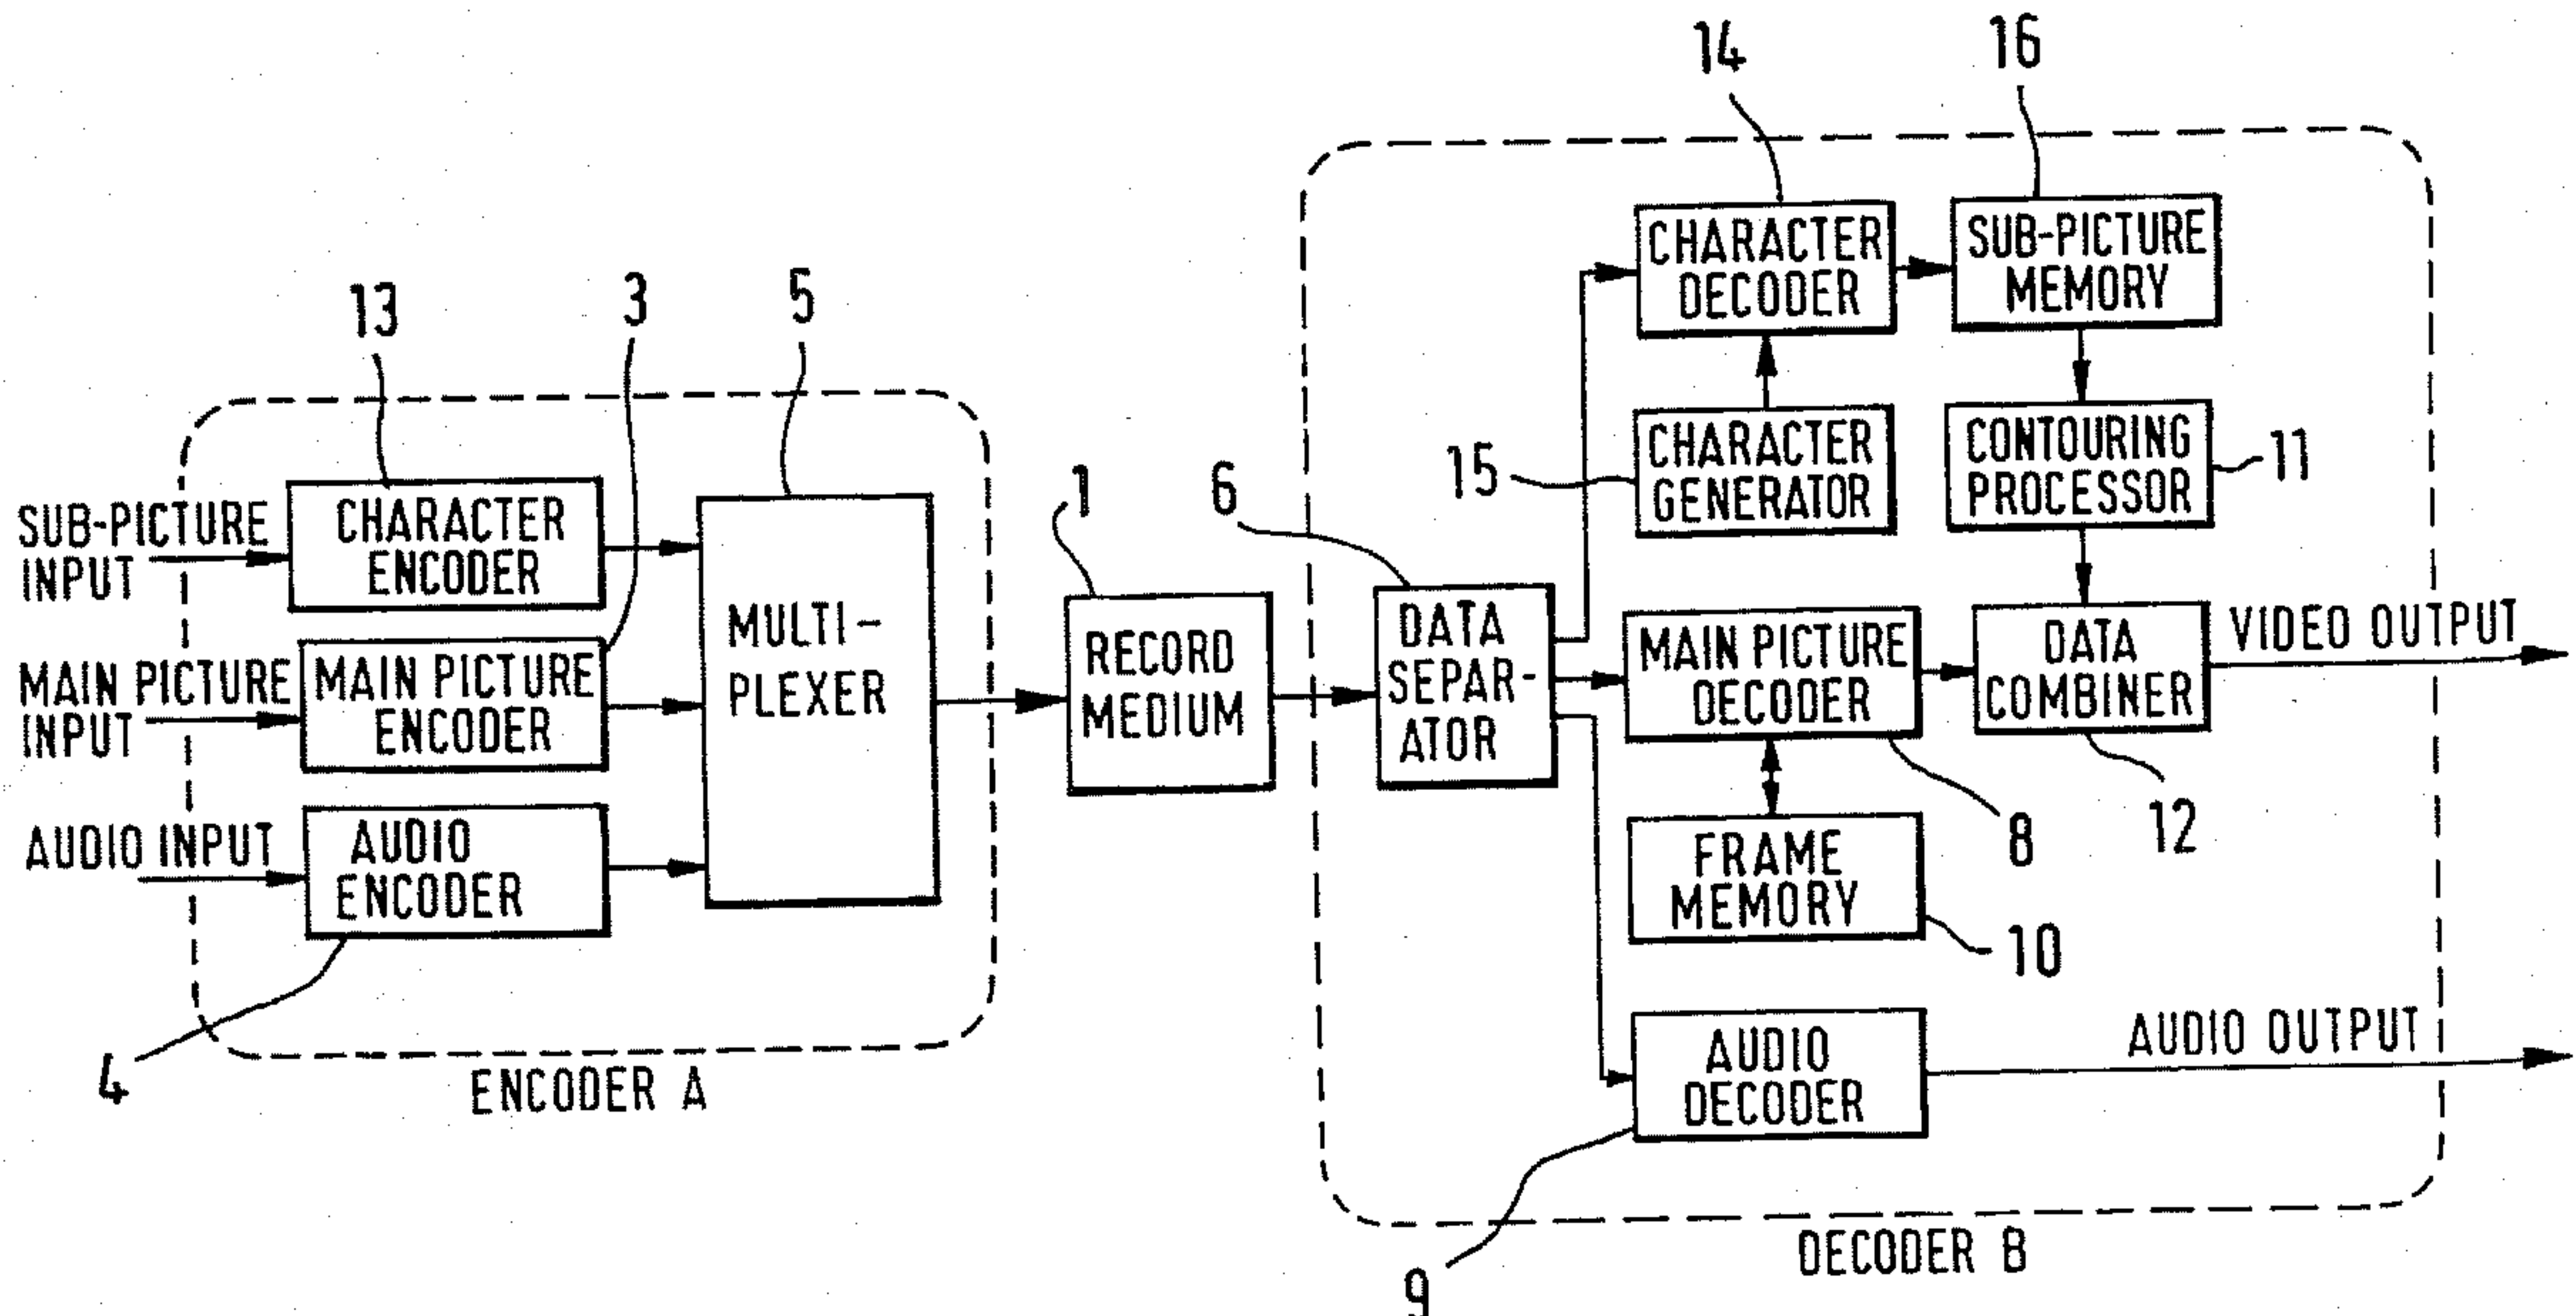 14
16
13
3
5
CHARACTER
DECODER
SUB-PICTURE
MEMORY
1
6
15
CHARACTER
GENERATOR
CONTOURING
PROCESSOR
11
SUB-PICTURE
INPUT
CHARACTER
ENCODER
MAIN PICTURE
INPUT
MAIN PICTURE
ENCODER
MULTI-
PLEXER
RECORD
MEDIUM
DATA
SEPAR-
ATOR
MAIN PICTURE
DECODER
DATA
COMBINER
VIDEO OUTPUT
AUDIO INPUT
AUDIO
ENCODER
FRAME
MEMORY
8
12
10
4
ENCODER A
AUDIO
DECODER
AUDIO OUTPUT
9
DECODER B